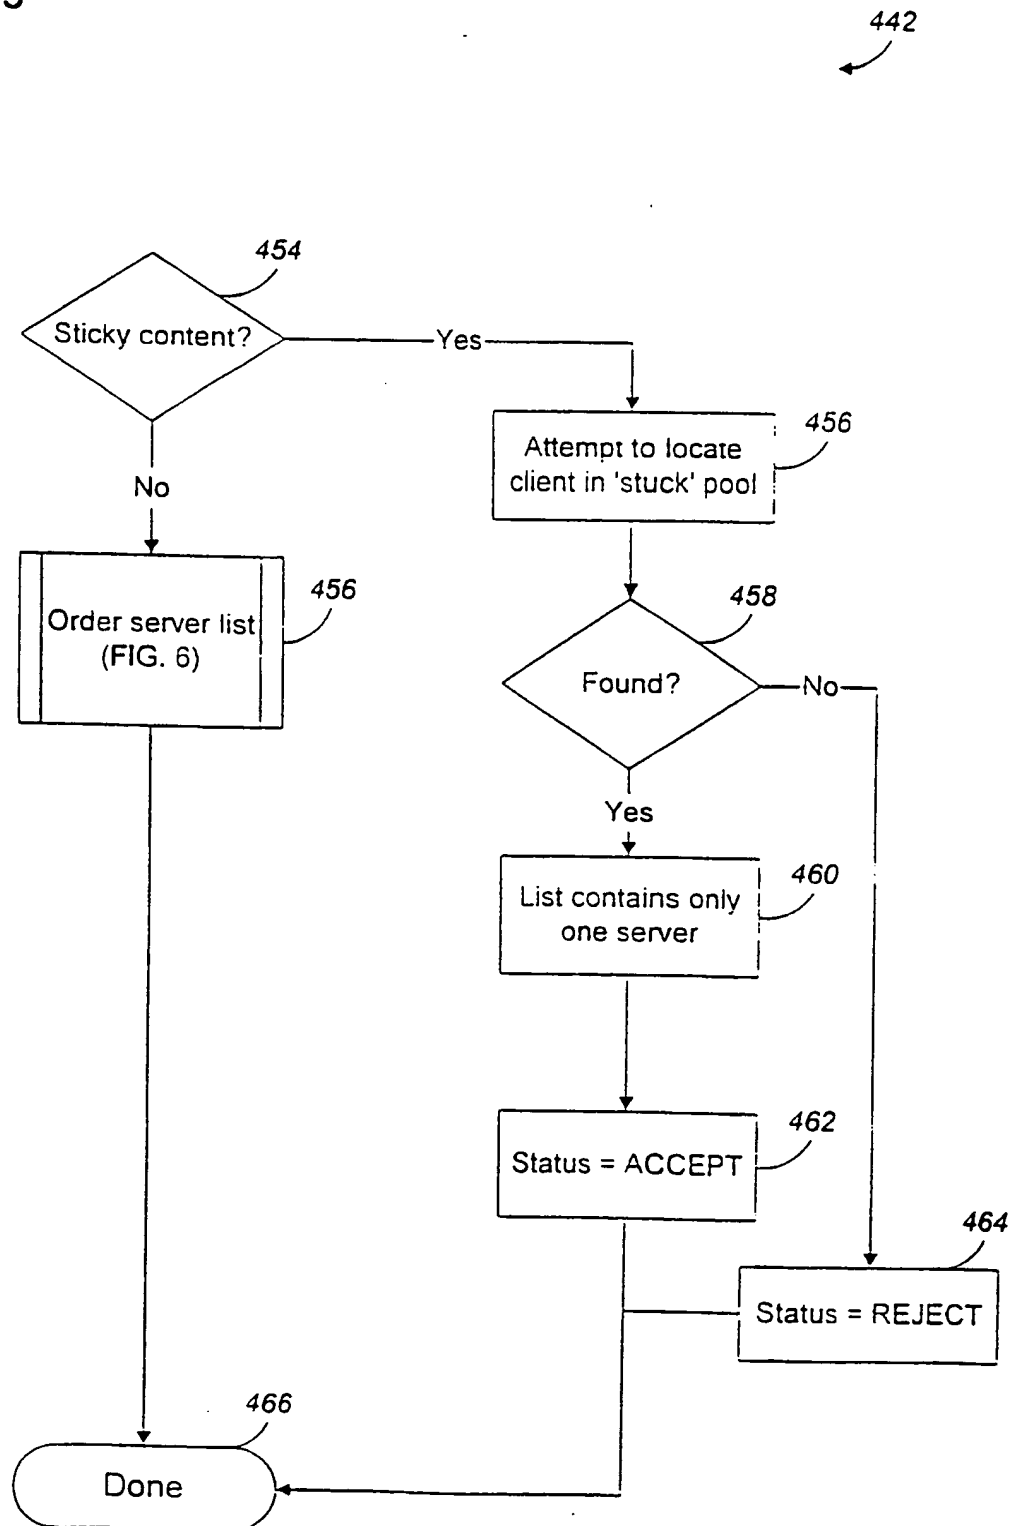 442
454
Sticky content?
Yes
456
Attempt to locate
client in 'stuck' pool
No
456
Order server list
(FIG. 6)
458
Found?
No
Yes
460
List contains only
one server
462
Status = ACCEPT
464
Status = REJECT
466
Done